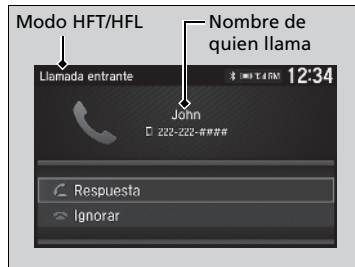 Modo HFT/HFL
Nombre de
quien llama
Llamada entrante
12:34
John
222-222-####
Respuesta
Ignorar